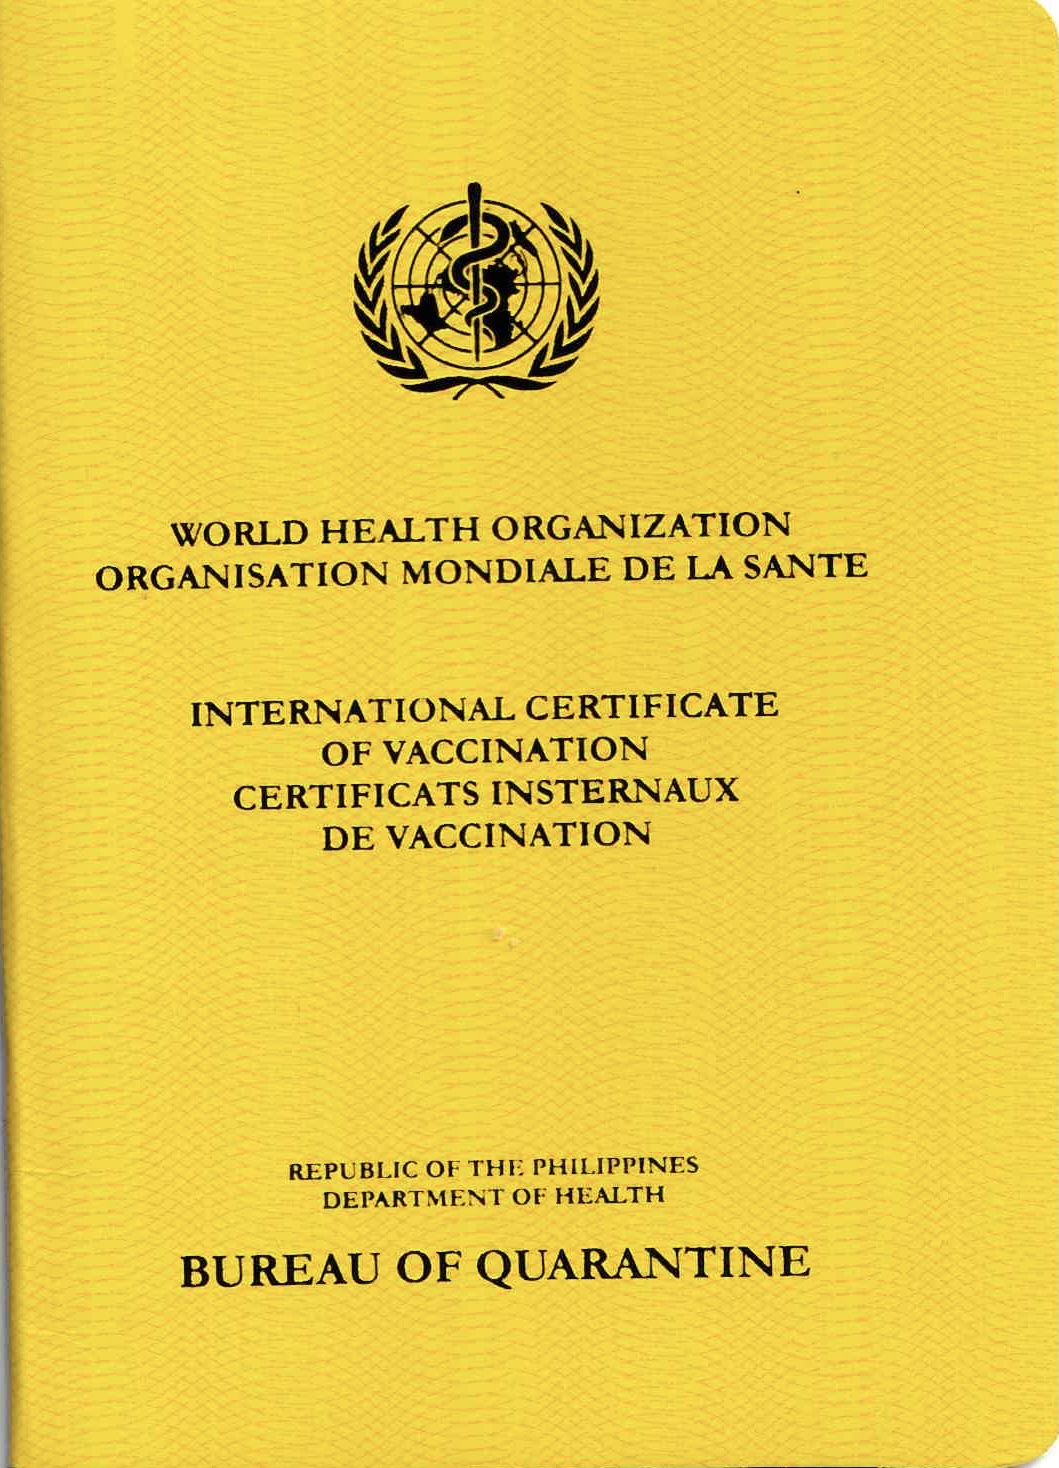 WORLD HEALTH ORGANIZATION
ORGANISATION MONDIALE DE LA SANTE
INTERNATIONAL CERTIFICATE
OF VACCINATION
CERTIFICATS INSTERNAUX
DE VACCINATION
REPUBLIC OF THE PHILIPPINES
DEPARTMENT OF HEALTH
BUREAU OF QUARANTINE